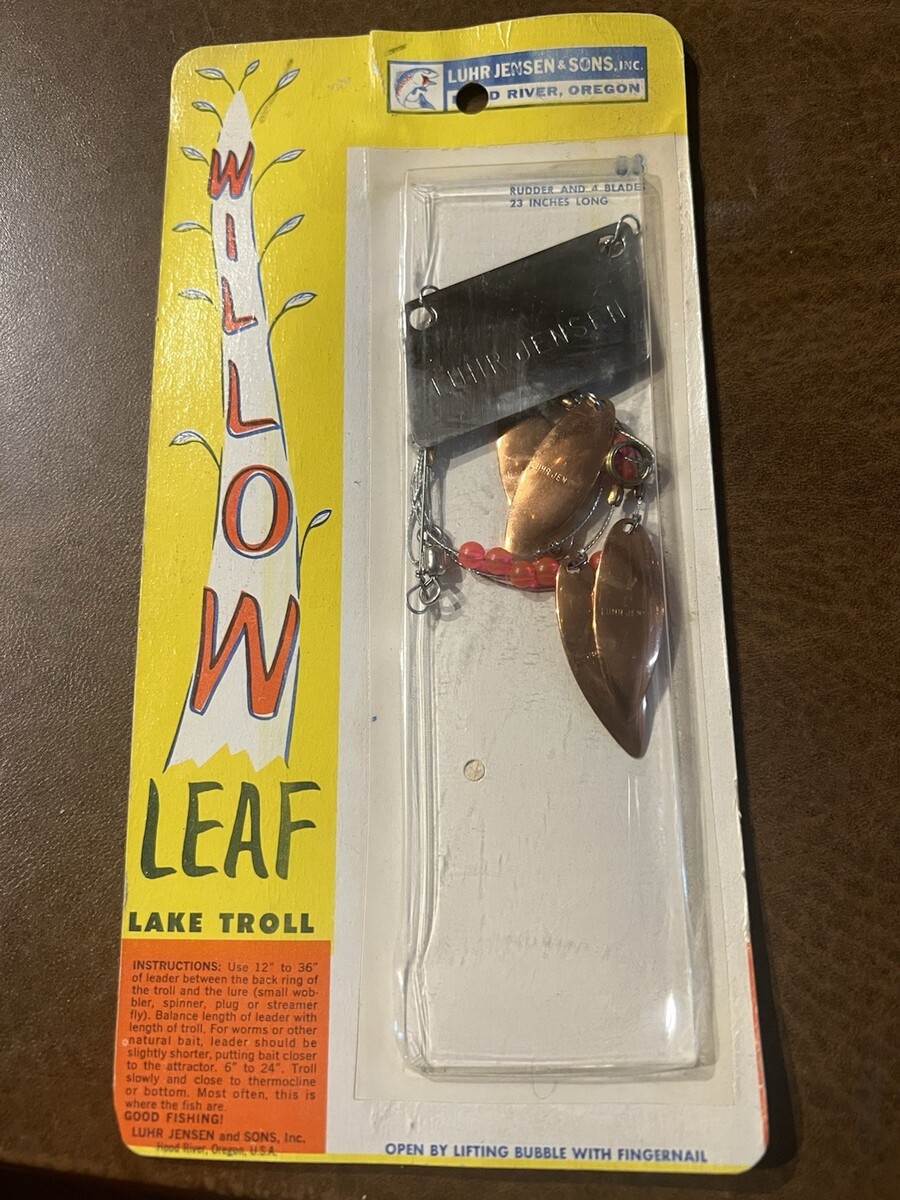 LUHR JENSEN & SONS, INC.
HOOD RIVER, OREGON
RUDDER AND 4 BLADES
23 INCHES LONG
LUHR JENSEN
LUHR JEN
LUHR JEN
WILLOW
LEAF
LAKE TROLL
INSTRUCTIONS: Use 12" to 36"
of leader between the back ring of
the troll and the lure (small wob-
bler, spinner, plug or streamer
fly). Balance length of leader with
length of troll. For worms or other
natural bait, leader should be
slightly shorter, putting bait closer
to the attractor. 6" to 24". Troll
slowly and close to thermocline
or bottom. Most often, this is
where the fish are.
GOOD FISHING!
LUHR JENSEN and SONS, Inc.
Hood River, Oregon, U.S.A.
OPEN BY LIFTING BUBBLE WITH FINGERNAIL